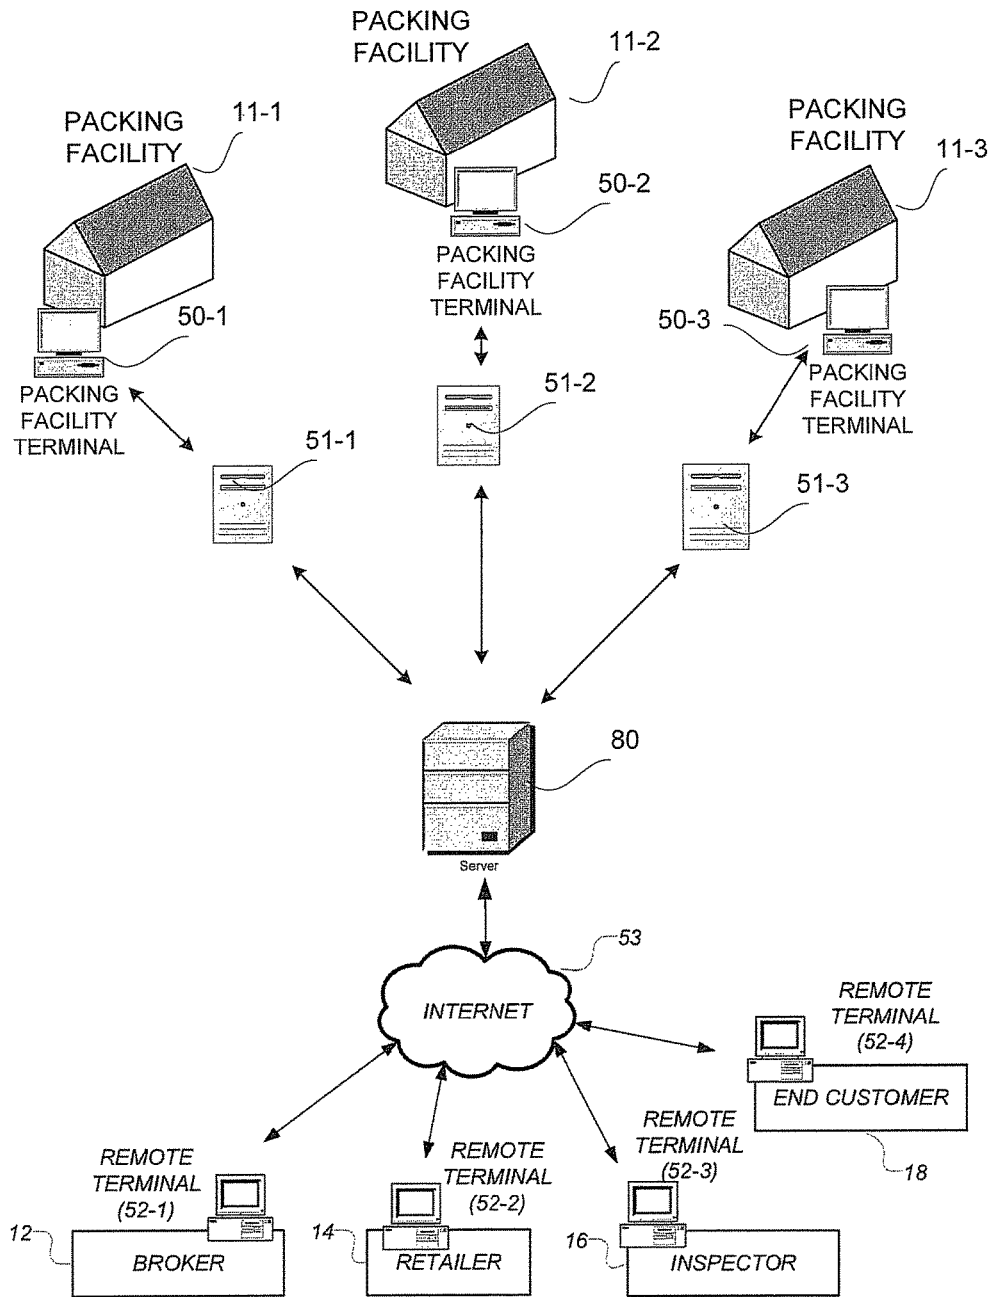 PACKING
FACILITY
11-2
PACKING
FACILITY
11-1
PACKING
FACILITY
11-3
50-2
PACKING
FACILITY
TERMINAL
50-1
PACKING
FACILITY
TERMINAL
50-3
PACKING
FACILITY
TERMINAL
51-2
51-1
51-3
80
Server
53
INTERNET
REMOTE
TERMINAL
(52-4)
END CUSTOMER
18
REMOTE
TERMINAL
(52-1)
12
BROKER
REMOTE
TERMINAL
(52-2)
14
RETAILER
REMOTE
TERMINAL
(52-3)
16
INSPECTOR